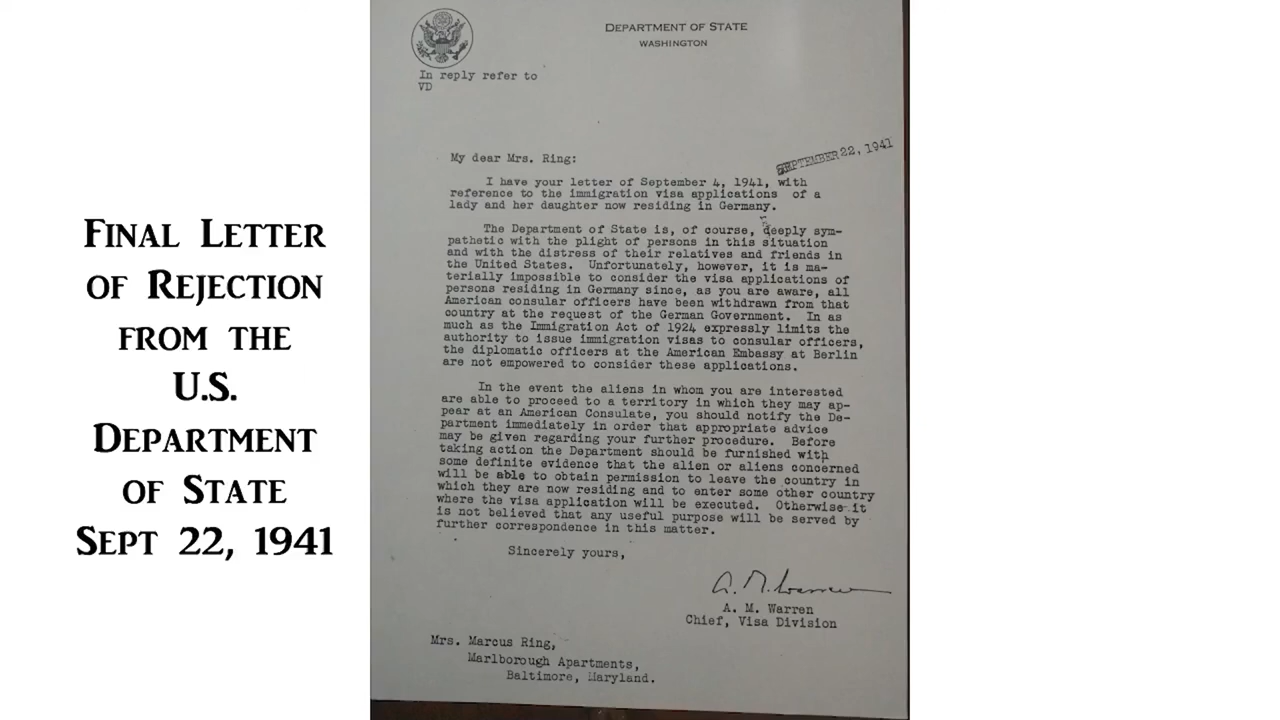 FINAL LETTER
OF REJECTION
FROM THE
U.S.
DEPARTMENT
OF STATE
SEPT 22, 1941
DEPARTMENT OF STATE
WASHINGTON
In reply refer to
VD
SEPTEMBER 22, 1941
My dear Mrs. Ring:
I have your letter of September 4, 1941, with
reference to the immigration visa applications of a
lady and her daughter now residing in Germany.
The Department of State is, of course, deeply sym-
pathetic with the plight of persons in this situation
and with the distress of their relatives and friends in
the United States. Unfortunately, however, it is ma-
terially impossible to consider the visa applications of
persons residing in Germany since, as you are aware, all
American consular officers have been withdrawn from that
country at the request of the German Government. In as
much as the Immigration Act of 1924 expressly limits the
authority to issue immigration visas to consular officers,
the diplomatic officers at the American Embassy at Berlin
are not empowered to consider these applications.
In the event the aliens in whom you are interested
are able to proceed to a territory in which they may ap-
pear at an American Consulate, you should notify the De-
partment immediately in order that appropriate advice
may be given regarding your further procedure. Before
taking action the Department should be furnished with
some definite evidence that the alien or aliens concerned
will be able to obtain permission to leave the country in
which they are now residing and to enter some other country
where the visa application will be executed. Otherwise it
is not believed that any useful purpose will be served by
further correspondence in this matter.
Sincerely yours,
A. M. Warren
A. M. Warren
Chief, Visa Division
Mrs. Marcus Ring,
Marlborough Apartments,
Baltimore, Maryland.